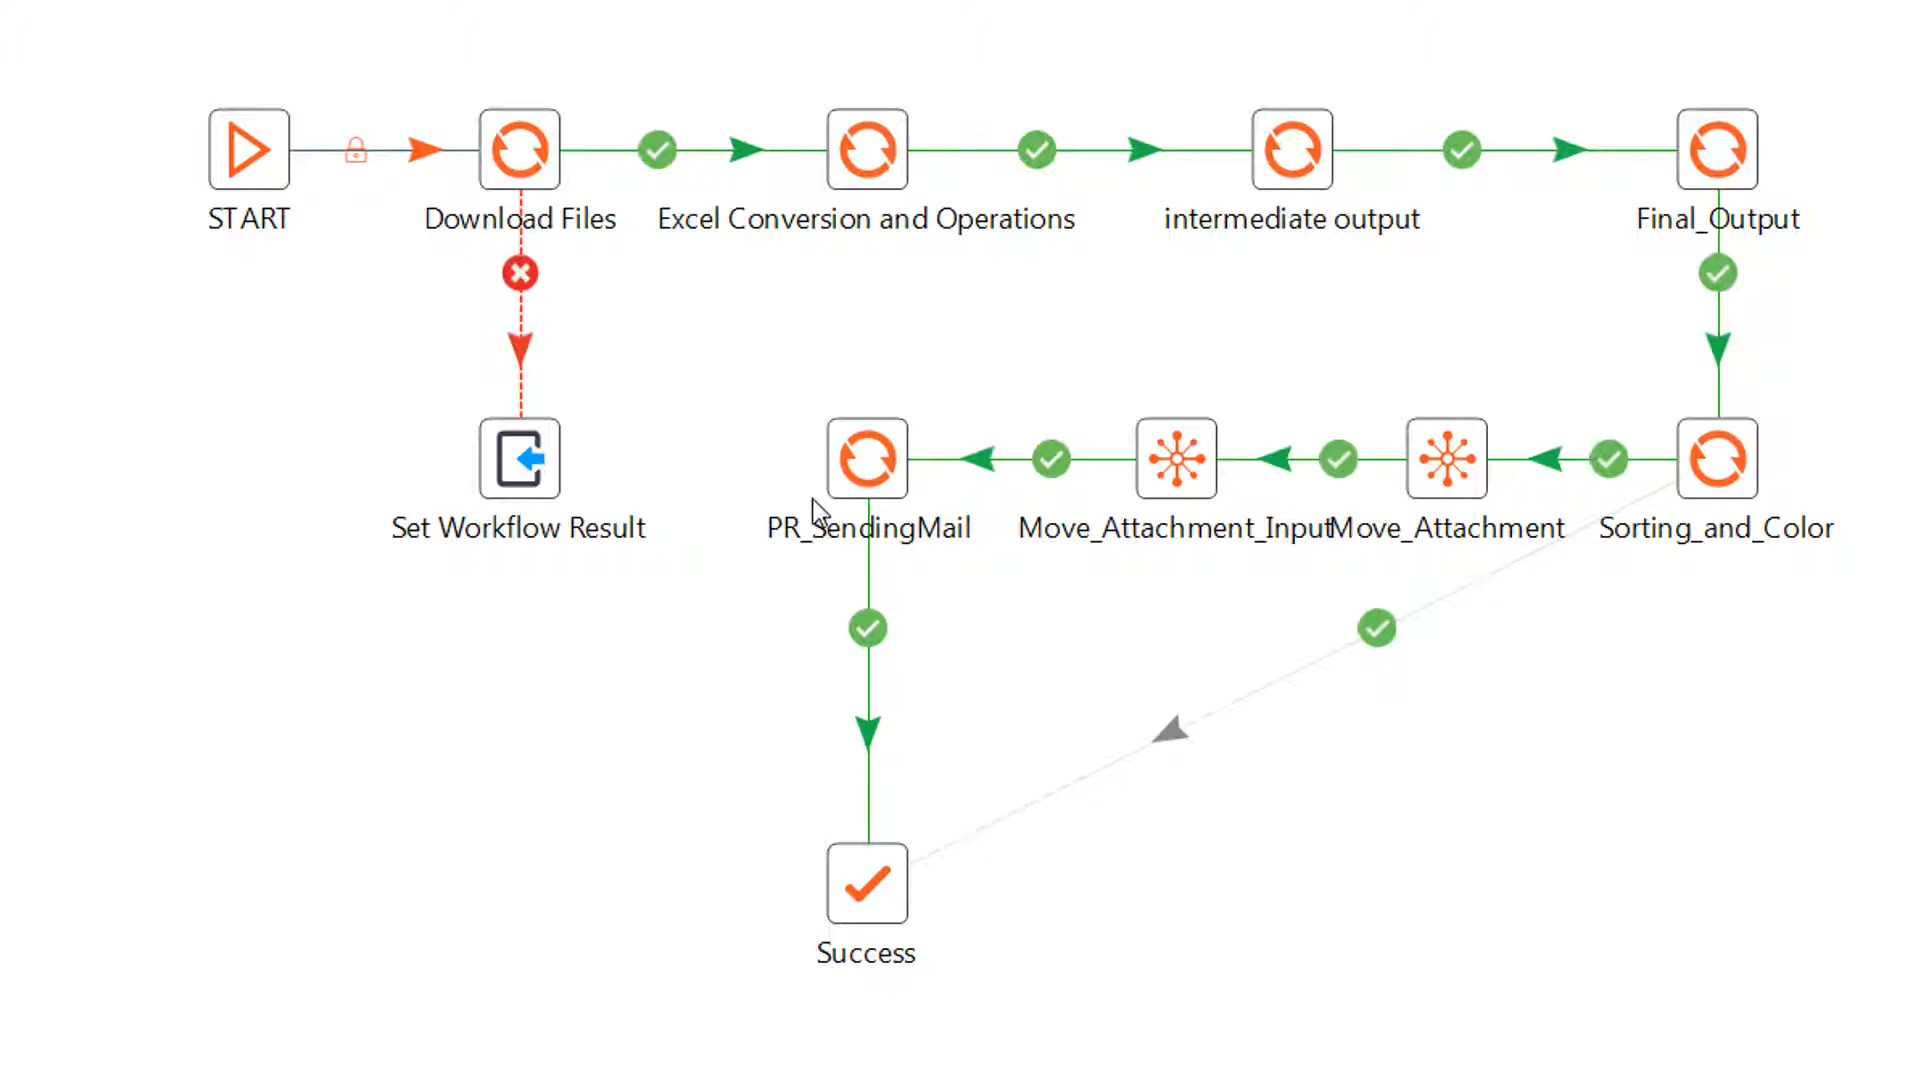 START
Download Files
Excel Conversion and Operations
intermediate output
Final_Output
Set Workflow Result
PR_SendingMail
Move_Attachment_Input
Move_Attachment
Sorting_and_Color
Success